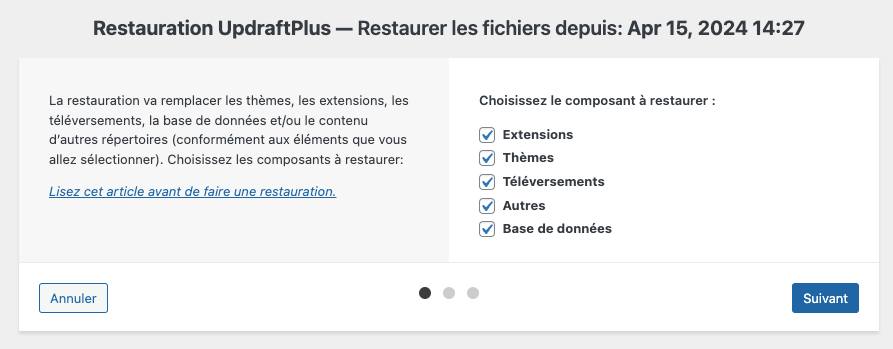 Restauration UpdraftPlus — Restaurer les fichiers depuis: Apr 15, 2024 14:27
La restauration va remplacer les thèmes, les extensions, les
téléversements, la base de données et/ou le contenu
d'autres répertoires (conformément aux éléments que vous
allez sélectionner). Choisissez les composants à restaurer:
Lisez cet article avant de faire une restauration.
Choisissez le composant à restaurer :
Extensions
Thèmes
Téléversements
Autres
Base de données
Annuler
Suivant